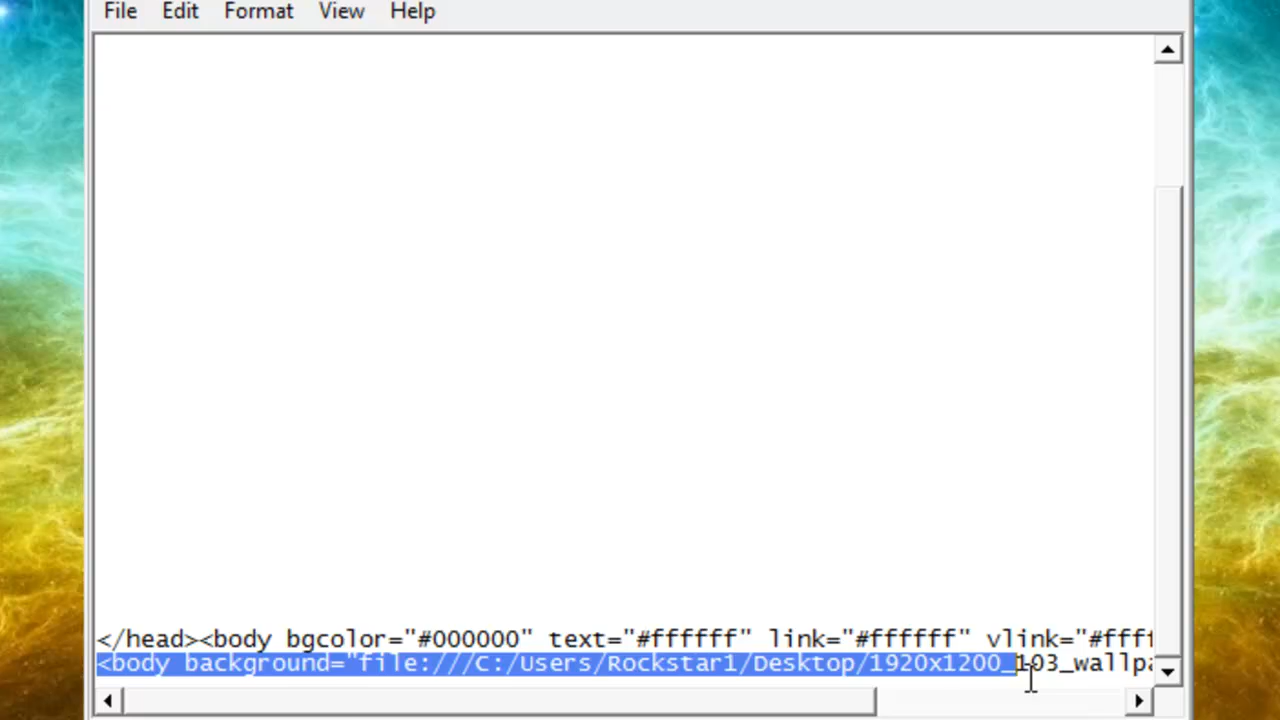 File Edit Format View Help
</head><body bgcolor="#000000" text="#ffffff" link="#ffffff" vlink="#fff
<body background="file:///C:/Users/Rockstar1/Desktop/1920x1200_103_wallpa